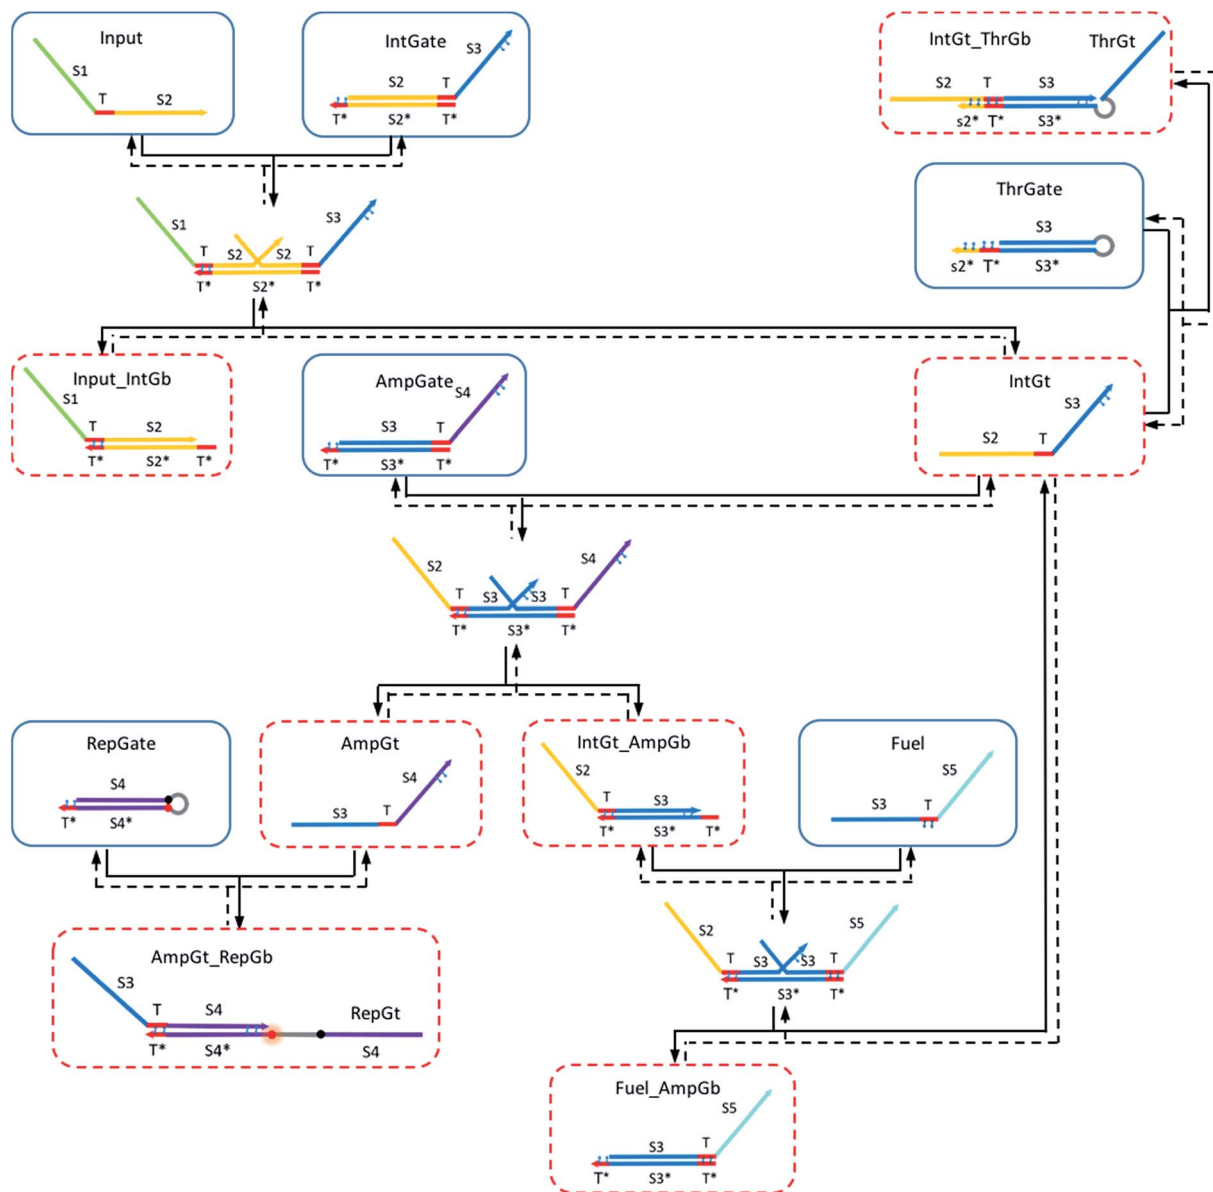 Input
S1
T S2
IntGate
S3
S2 T
T* S2* T*
IntGt_ThrGb ThrGt
S2 T S3
s2* T* S3*
ThrGate
S3
s2* T* S3*
S1 S3
T S2 S2 T
T* S2* T*
Input_IntGb
S1
T S2
T* S2* T*
AmpGate
S4
S3 T
T* S3* T*
IntGt
S3
S2 T
S2 S4
T S3 S3 T
T* S3* T*
RepGate
S4
T* S4*
AmpGt
S4
S3 T
IntGt_AmpGb
S2
T S3
T* S3* T*
Fuel
S5
S3 T
S2 S5
T S3 S3 T
T* S3* T*
AmpGt_RepGb
S3
T S4 RepGt
T* S4* S4
Fuel_AmpGb
S5
S3 T
T* S3* T*